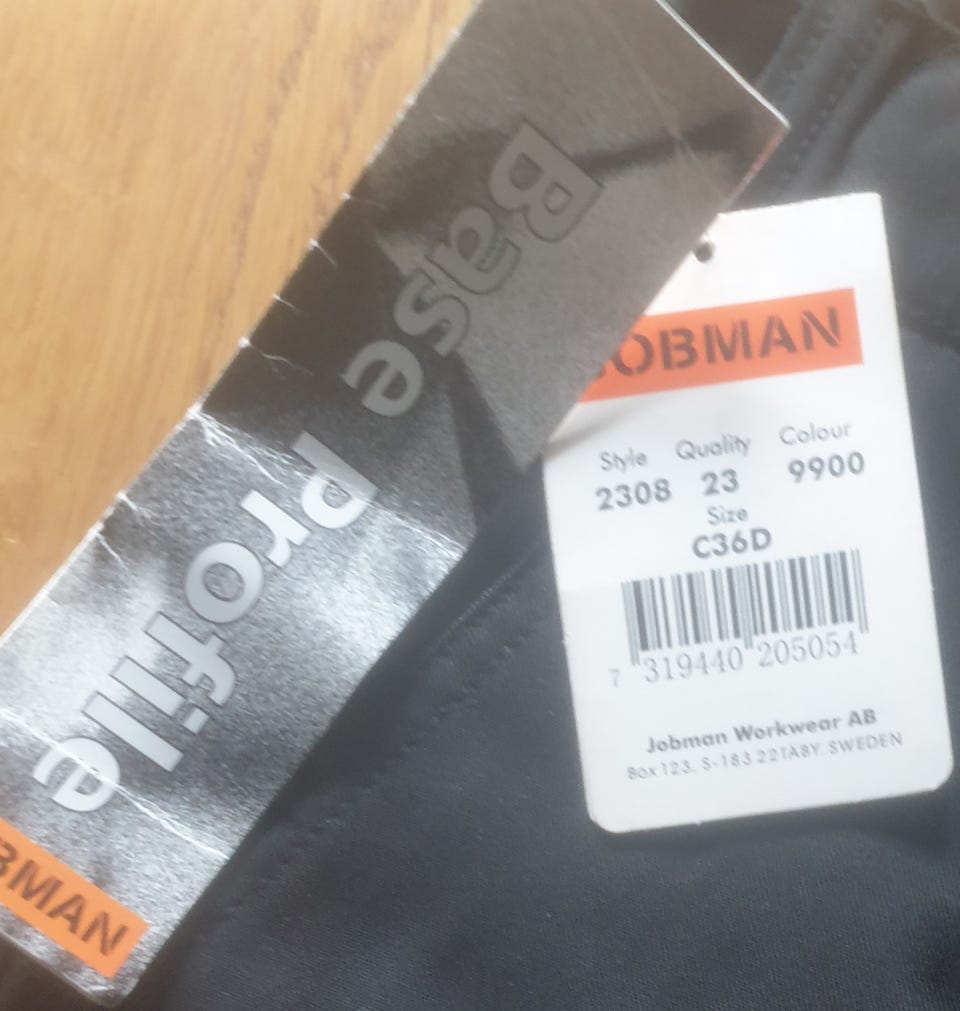 Base Profile
BMAN
JOBMAN
Style Quality Colour
2308 23 9900
Size
C36D
7 319440 205054
Jobman Workwear AB
Box 123, S-183 22TABY, SWEDEN